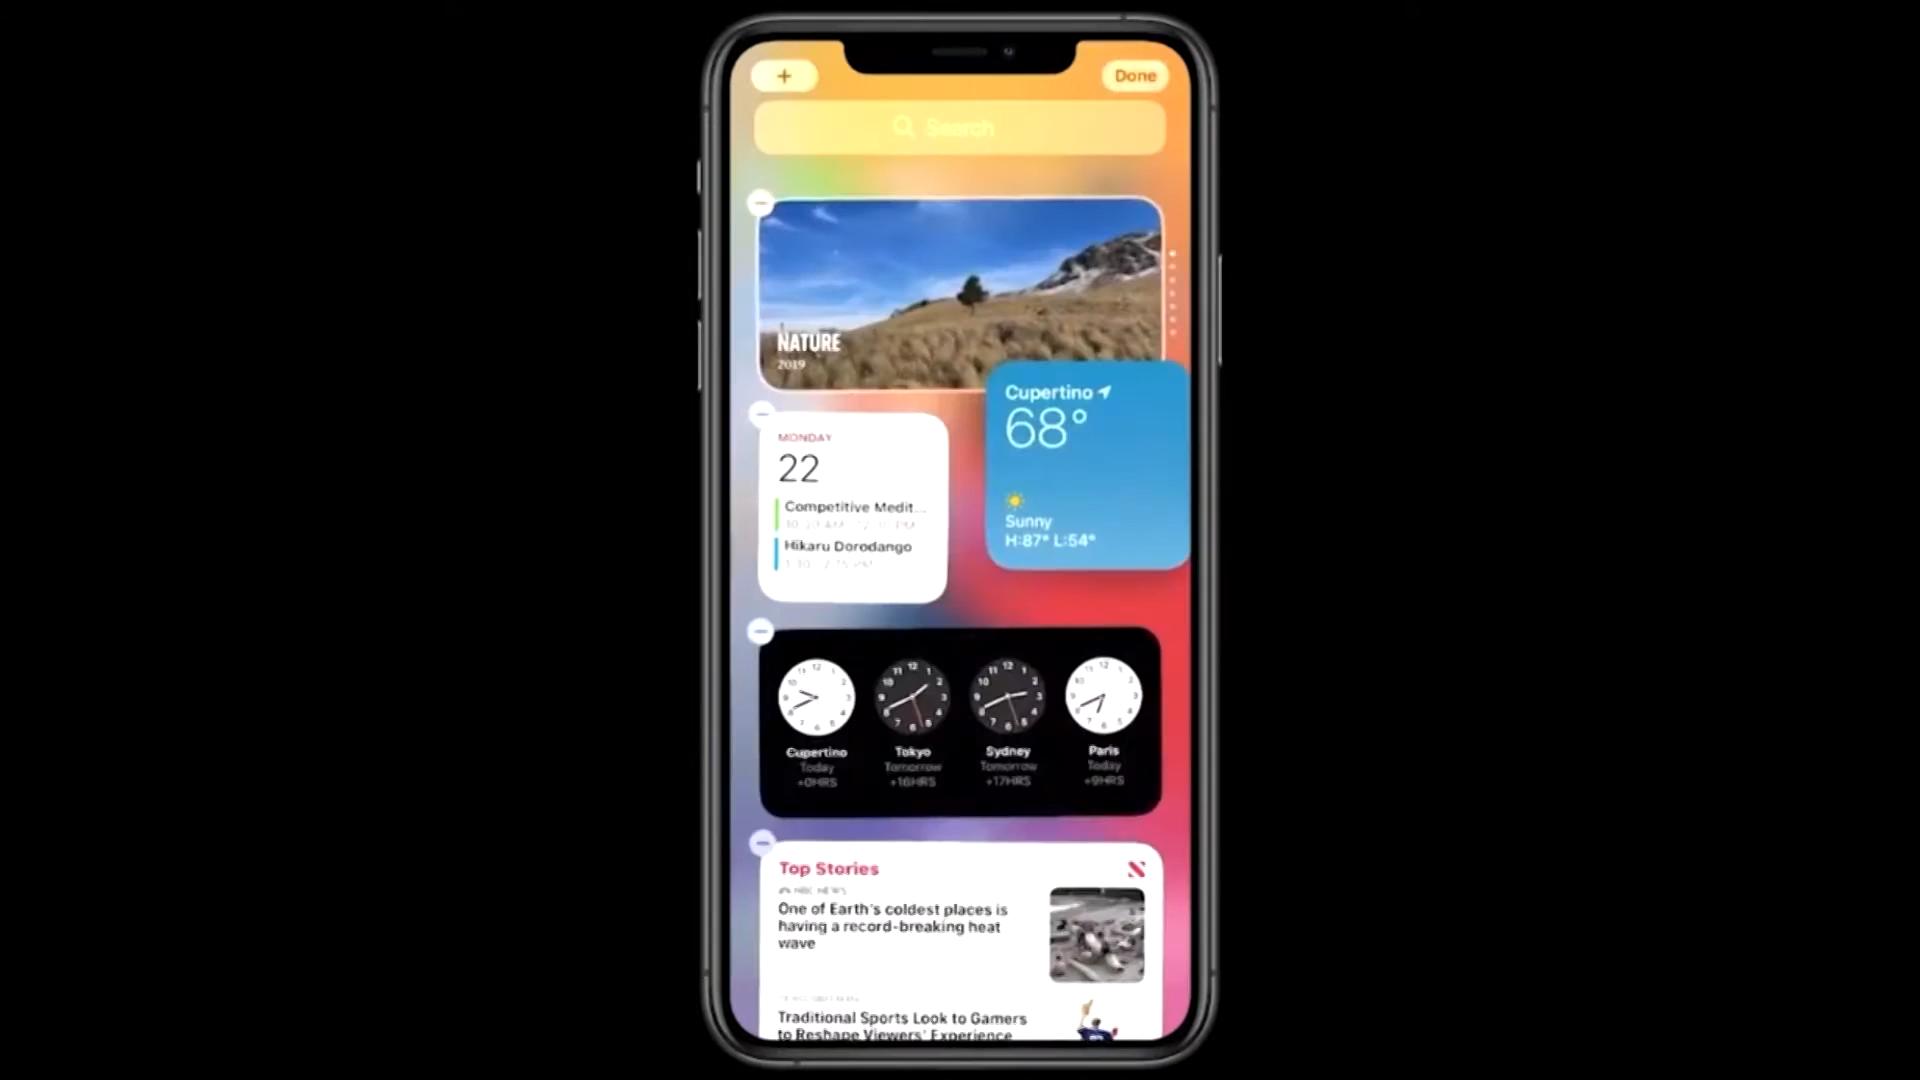 +
Done
Search
NATURE
2019
Cupertino
68°
Sunny
H:87° L:54°
MONDAY
22
Competitive Medit...
Hikaru Dorodango
Cupertino
Today
+0HRS
Tokyo
Tomorrow
+16HRS
Sydney
Tomorrow
+17HRS
Paris
Today
+9HRS
Top Stories
NBC NEWS
One of Earth's coldest places is
having a record-breaking heat
wave
Traditional Sports Look to Gamers
to Reshape Viewers' Experience